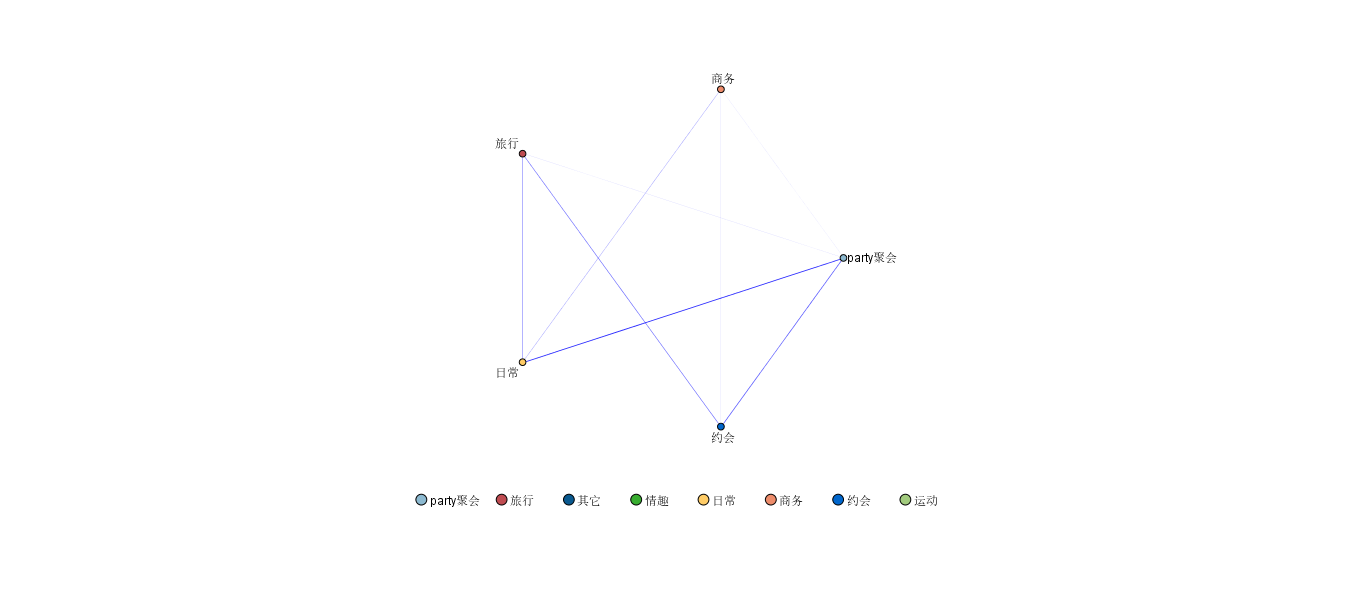 商务
旅行
party聚会
日常
约会
party聚会 旅行 其它 情趣 日常 商务 约会 运动